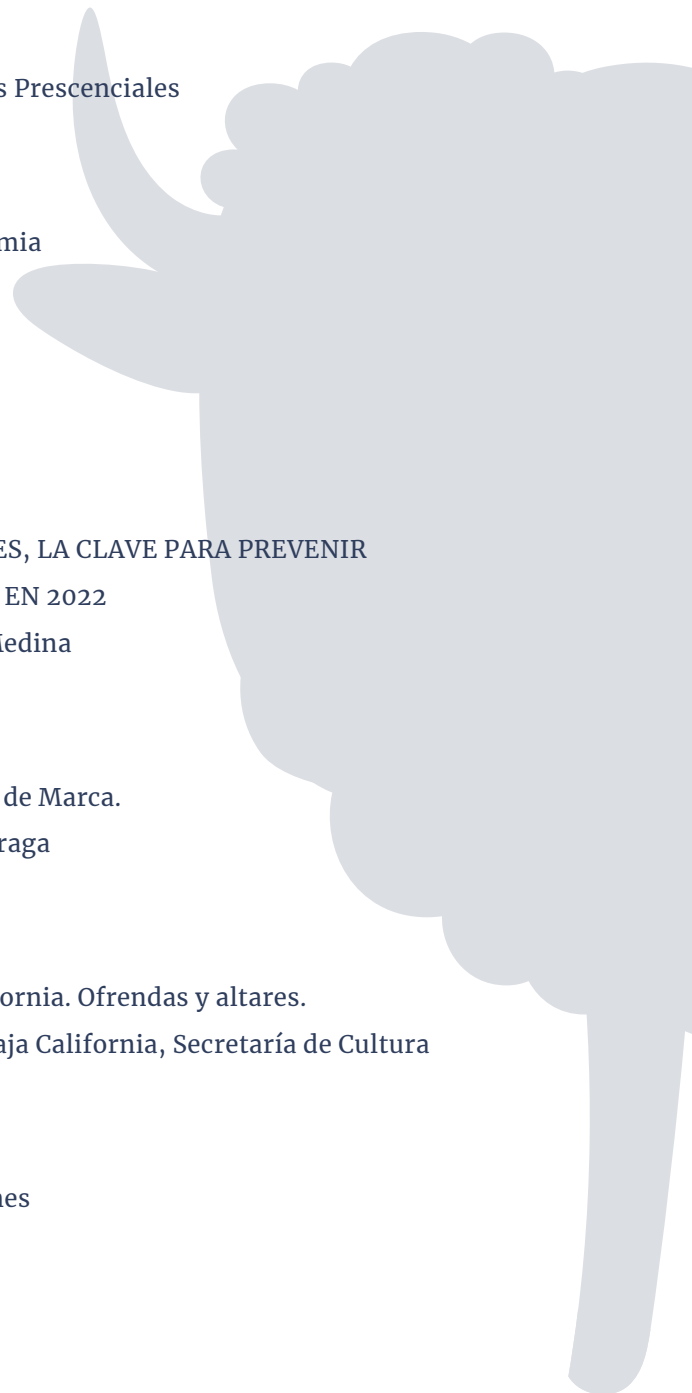 s Prescenciales
mia
ES, LA CLAVE PARA PREVENIR
EN 2022
Medina
de Marca.
raga
ornia. Ofrendas y altares.
aja California, Secretaría de Cultura
nes